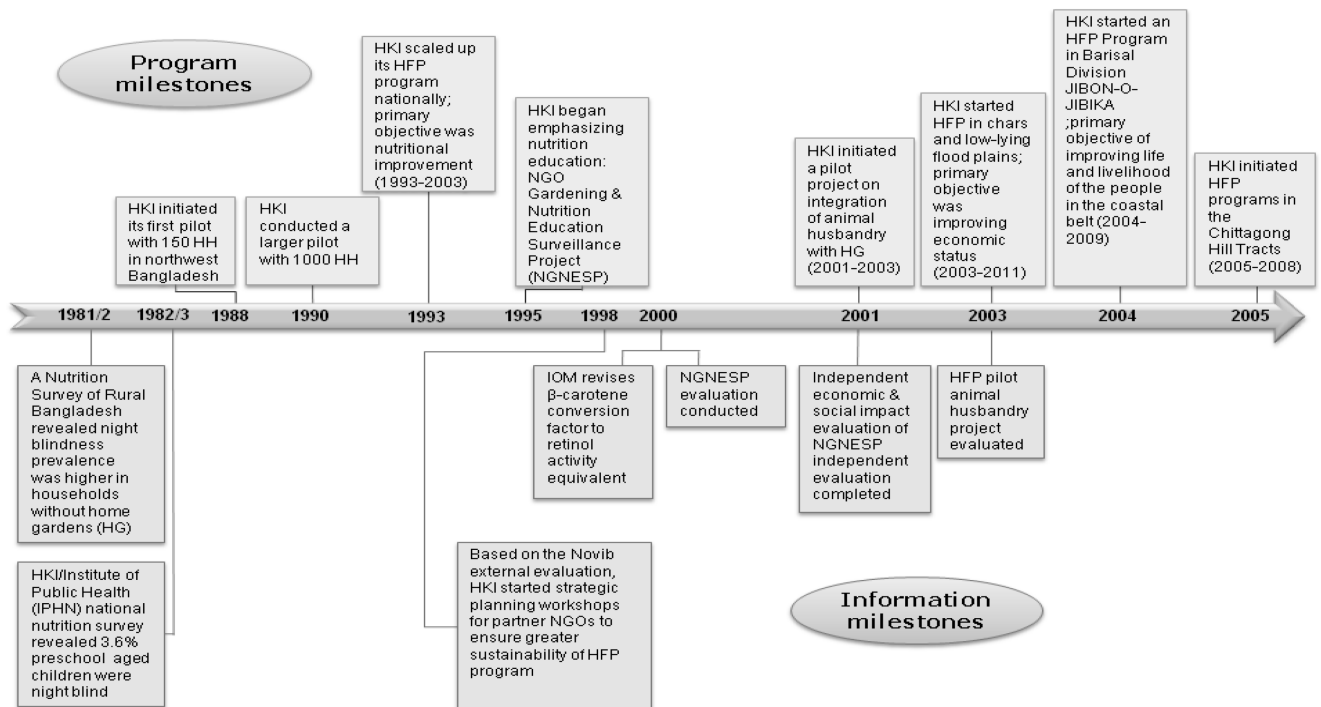 Program
milestones
HKI initiated
its first pilot
with 150 HH
in northwest
Bangladesh
HKI
conducted a
larger pilot
with 1000 HH
HKI scaled up
its HFP
program
nationally;
primary
objective was
nutritional
improvement
(1993-2003)
HKI began
emphasizing
nutrition
education:
NGO
Gardening &
Nutrition
Education
Surveillance
Project
(NGNESP)
HKI initiated
a pilot
project on
integration
of animal
husbandry
with HG
(2001-2003)
HKI started
HFP in chars
and low-lying
flood plains;
primary
objective
was
improving
economic
status
(2003-2011)
HKI started an
HFP Program
in Barisal
Division
JIBON-O-
JIBIKA
;primary
objective of
improving life
and livelihood
of the people
in the coastal
belt (2004-
2009)
HKI initiated
HFP
programs in
the
Chittagong
Hill Tracts
(2005-2008)
1981/2 1982/3 1988 1990 1993 1995 1998 2000 2001 2003 2004 2005
A Nutrition
Survey of Rural
Bangladesh
revealed night
blindness
prevalence
was higher in
households
without home
gardens (HG)
HKI/Institute of
Public Health
(IPHN) national
nutrition survey
revealed 3.6%
preschool aged
children were
night blind
Based on the Novib
external evaluation,
HKI started strategic
planning workshops
for partner NGOs to
ensure greater
sustainability of HFP
program
IOM revises
β-carotene
conversion
factor to
retinol
activity
equivalent
NGNESP
evaluation
conducted
Independent
economic &
social impact
evaluation of
NGNESP
independent
evaluation
completed
HFP pilot
animal
husbandry
project
evaluated
Information
milestones